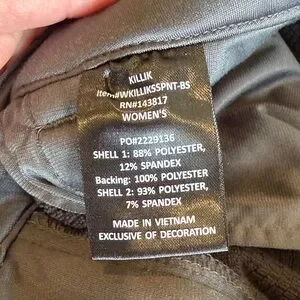 KILLIK
Item#WKILLIKSSPNT-BS
RN#143817
WOMEN'S
PO#2229136
SHELL 1: 88% POLYESTER,
12% SPANDEX
Backing: 100% POLYESTER
SHELL 2: 93% POLYESTER,
7% SPANDEX
MADE IN VIETNAM
EXCLUSIVE OF DECORATION